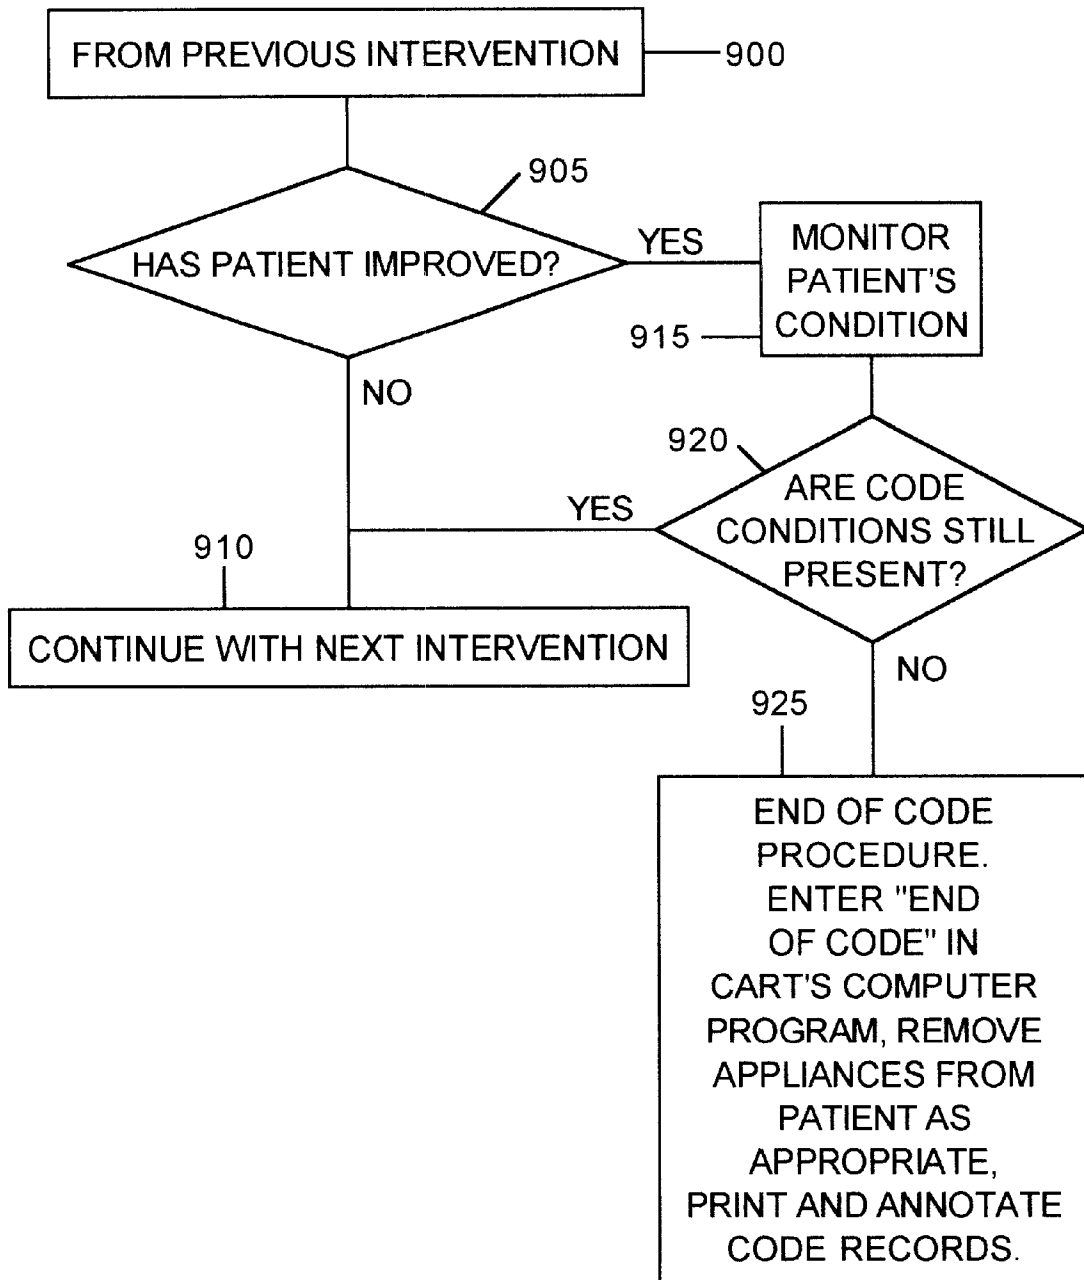 FROM PREVIOUS INTERVENTION
900
905
HAS PATIENT IMPROVED?
YES
MONITOR
PATIENT'S
CONDITION
915
NO
920
ARE CODE
CONDITIONS STILL
PRESENT?
YES
910
CONTINUE WITH NEXT INTERVENTION
NO
925
END OF CODE
PROCEDURE.
ENTER "END
OF CODE" IN
CART'S COMPUTER
PROGRAM, REMOVE
APPLIANCES FROM
PATIENT AS
APPROPRIATE,
PRINT AND ANNOTATE
CODE RECORDS.